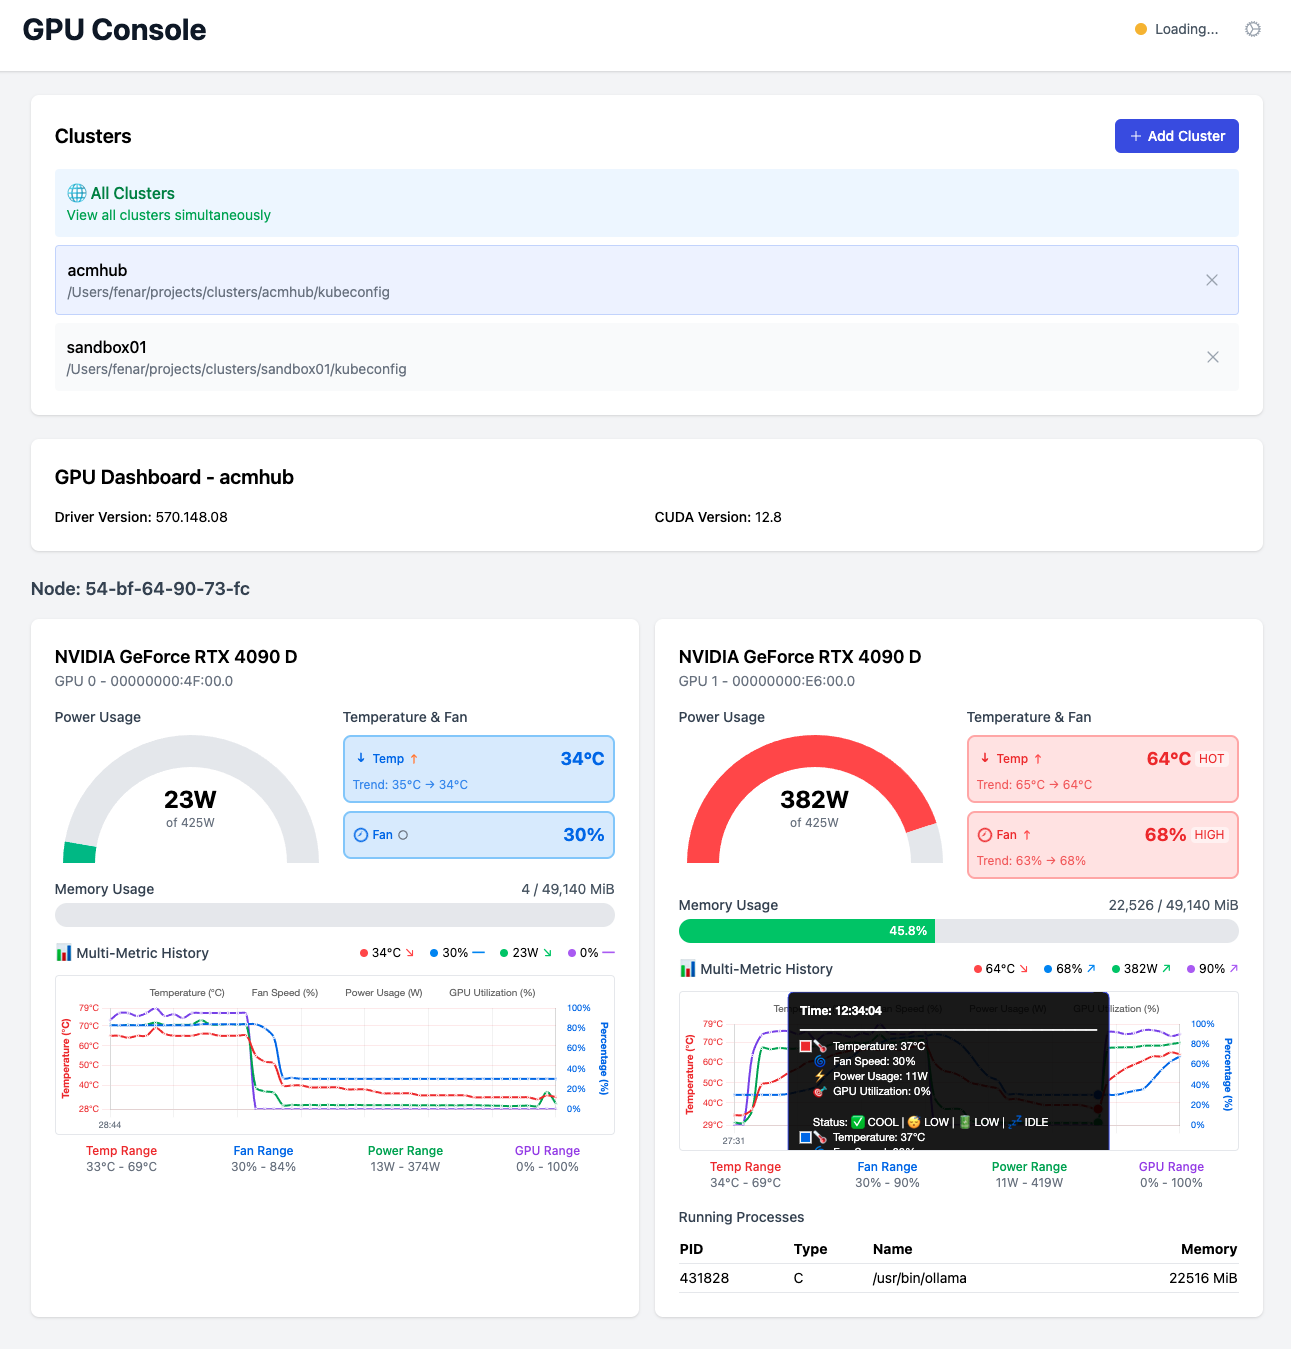 GPU Console
Loading...
Clusters
+ Add Cluster
All Clusters
View all clusters simultaneously
acmhub
/Users/fenar/projects/clusters/acmhub/kubeconfig
sandbox01
/Users/fenar/projects/clusters/sandbox01/kubeconfig
GPU Dashboard - acmhub
Driver Version: 570.148.08
CUDA Version: 12.8
Node: 54-bf-64-90-73-fc
NVIDIA GeForce RTX 4090 D
GPU 0 - 00000000:4F:00.0
Power Usage
Temperature & Fan
23W
of 425W
↓ Temp ↑ 34°C
Trend: 35°C → 34°C
Fan 30%
Memory Usage 4 / 49,140 MiB
Multi-Metric History 34°C ↘ 30% — 23W ↘ 0% —
Temperature (°C) Fan Speed (%) Power Usage (W) GPU Utilization (%)
Temperature (°C)
79°C
70°C
60°C
50°C
40°C
28°C
100%
80%
60%
40%
20%
0%
Percentage (%)
28:44
Temp Range Fan Range Power Range GPU Range
33°C - 69°C 30% - 84% 13W - 374W 0% - 100%
NVIDIA GeForce RTX 4090 D
GPU 1 - 00000000:E6:00.0
Power Usage
Temperature & Fan
382W
of 425W
↓ Temp ↑ 64°C HOT
Trend: 65°C → 64°C
Fan ↑ 68% HIGH
Trend: 63% → 68%
Memory Usage 22,526 / 49,140 MiB
45.8%
Multi-Metric History 64°C ↘ 68% ↗ 382W ↗ 90% ↗
Fan Speed (%) Power Usage (W) GPU Utilization (%)
Temperature (°C)
79°C
70°C
60°C
50°C
40°C
29°C
Time: 12:34:04
Temperature: 37°C
Fan Speed: 30%
Power Usage: 11W
GPU Utilization: 0%
Status: COOL | LOW | LOW | IDLE
Temperature: 37°C
100%
80%
60%
40%
20%
0%
Percentage (%)
27:31
Temp Range Fan Range Power Range GPU Range
34°C - 69°C 30% - 90% 11W - 419W 0% - 100%
Running Processes
PID Type Name Memory
431828 C /usr/bin/ollama 22516 MiB